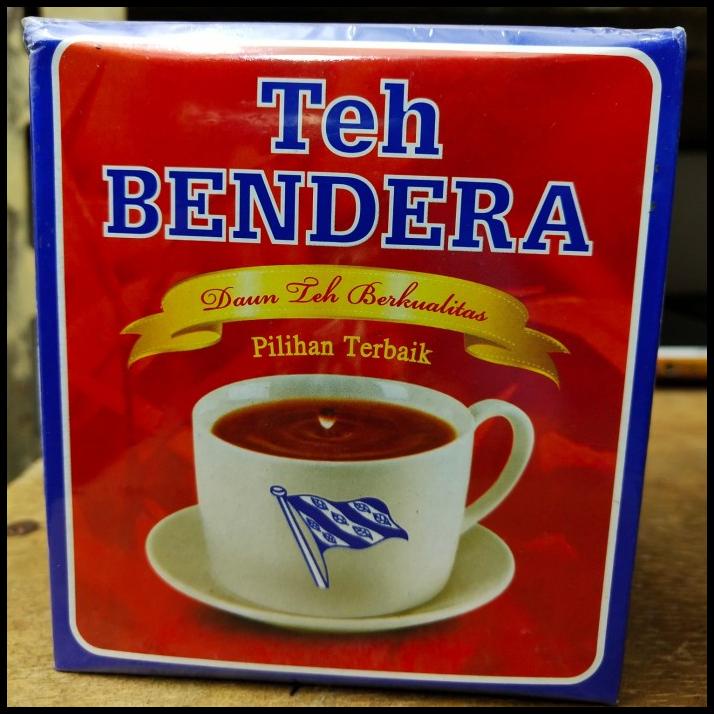 Teh
BENDERA
Daun Teh Berkualitas
Pilihan Terbaik